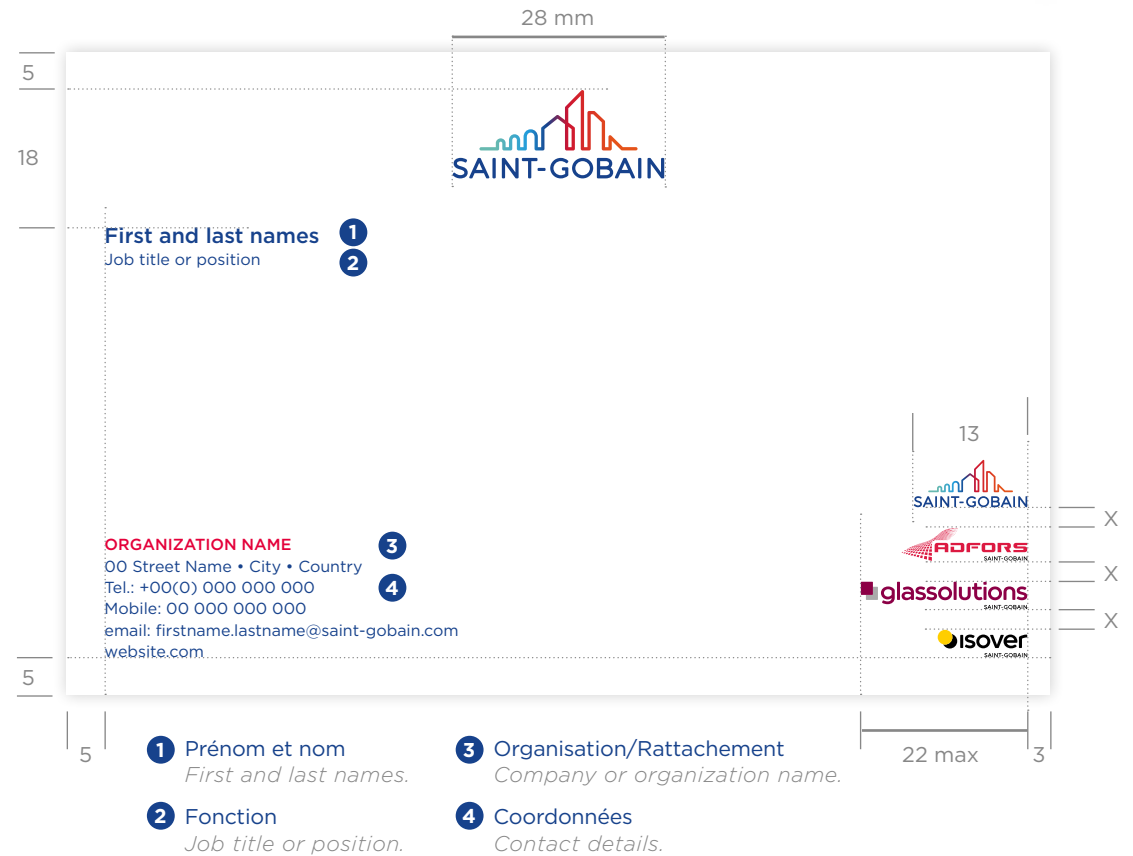 28 mm
5
SAINT-GOBAIN
18
First and last names 1
Job title or position 2
13
SAINT-GOBAIN
X
ADFORS
SAINT-GOBAIN
X
glassolutions
SAINT-GOBAIN
X
isover
SAINT-GOBAIN
ORGANIZATION NAME 3
00 Street Name • City • Country
Tel.: +00(0) 000 000 000 4
Mobile: 00 000 000 000
email: firstname.lastname@saint-gobain.com
website.com
5
5
22 max
3
1 Prénom et nom
First and last names.
2 Fonction
Job title or position.
3 Organisation/Rattachement
Company or organization name.
4 Coordonnées
Contact details.